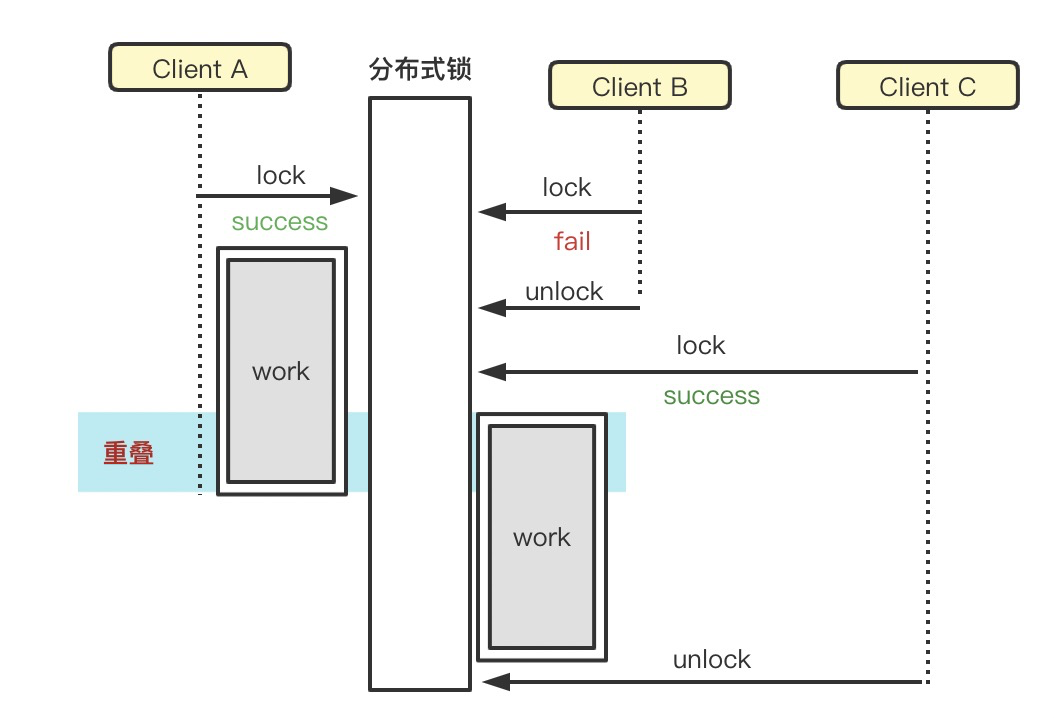 Client A
分布式锁
Client B
Client C
lock
success
lock
fail
unlock
lock
success
work
重叠
work
unlock